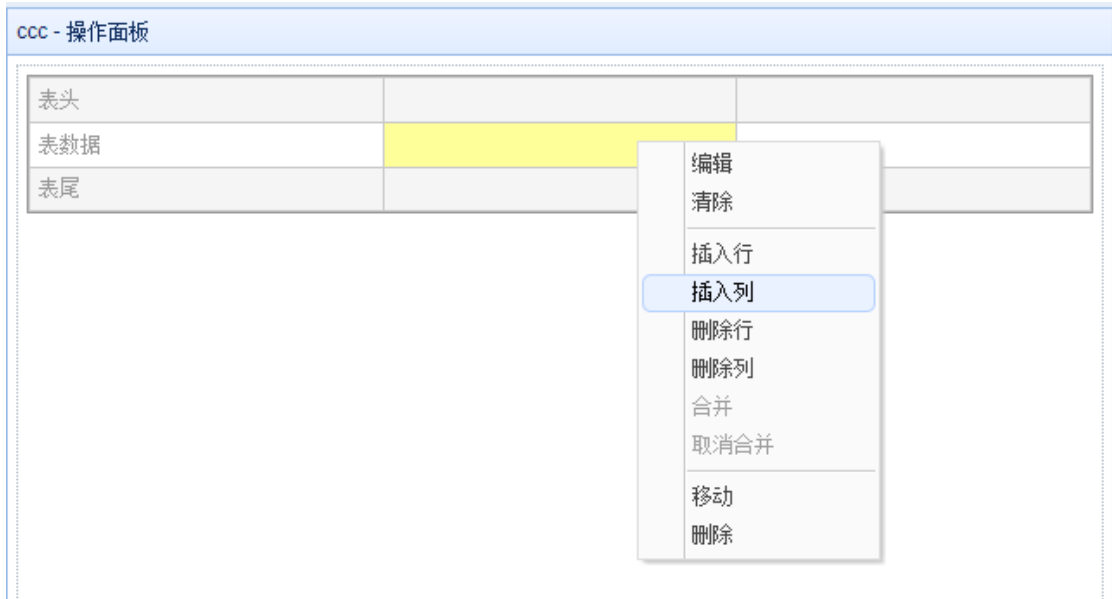 ccc - 操作面板
表头
表数据
表尾
编辑
清除
插入行
插入列
删除行
删除列
合并
取消合并
移动
删除